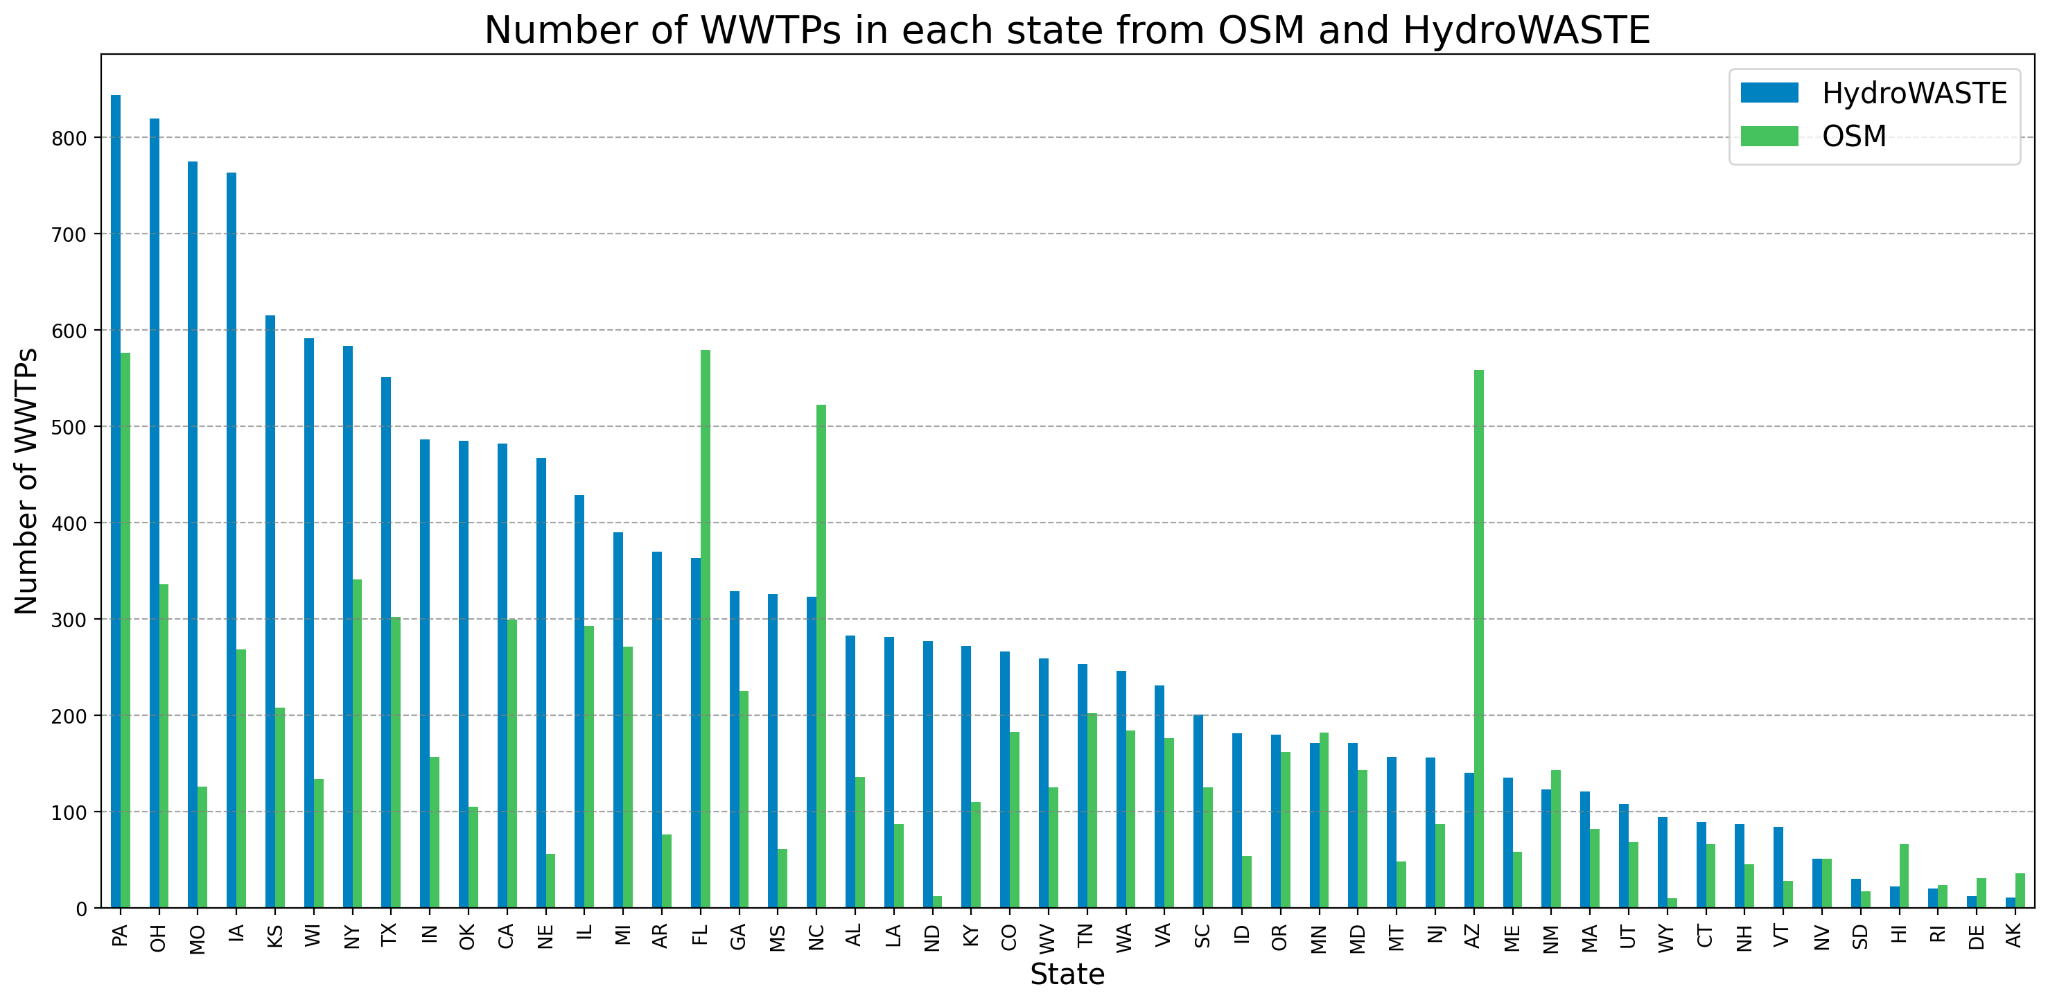 Number of WWTPs in each state from OSM and HydroWASTE
HydroWASTE
OSM
Number of WWTPs
800
700
600
500
400
300
200
100
0
PA OH MO IA KS WI NY TX IN OK CA NE IL MI AR FL GA MS NC AL LA ND KY CO WV TN WA VA SC ID OR MN MD MT NJ AZ ME NM MA UT WY CT NH VT NV SD HI RI DE AK
State